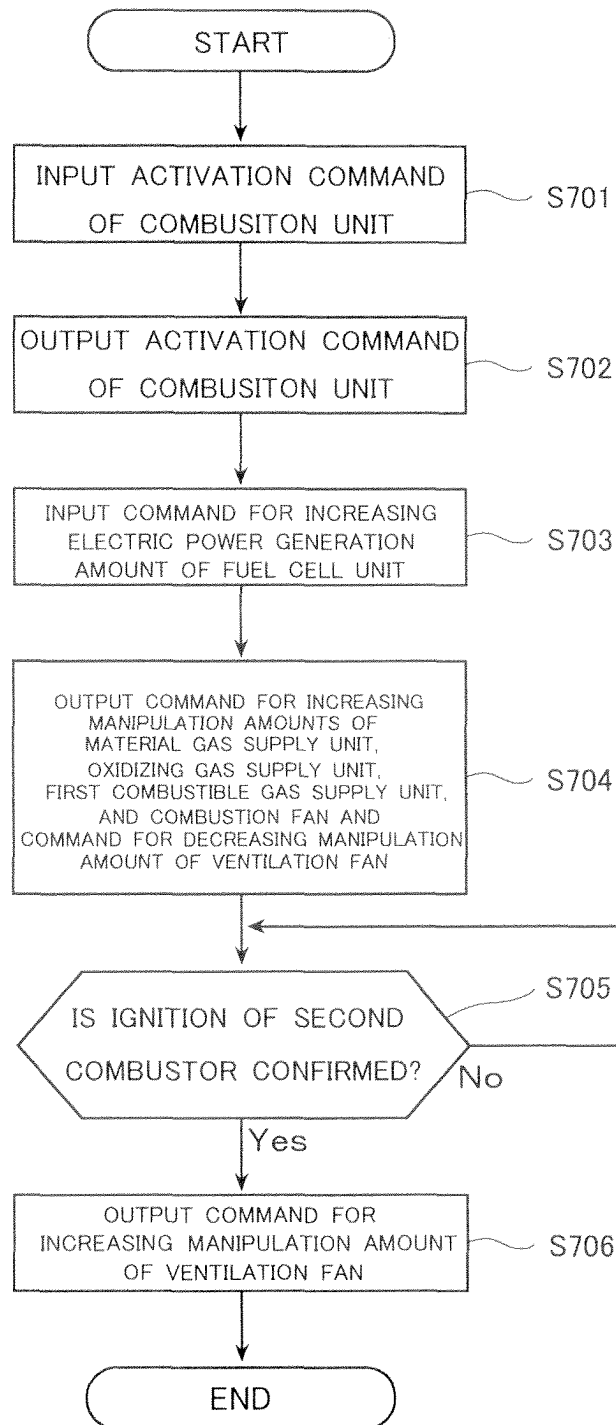 START
INPUT ACTIVATION COMMAND
OF COMBUSITON UNIT
S701
OUTPUT ACTIVATION COMMAND
OF COMBUSITON UNIT
S702
INPUT COMMAND FOR INCREASING
ELECTRIC POWER GENERATION
AMOUNT OF FUEL CELL UNIT
S703
OUTPUT COMMAND FOR INCREASING
MANIPULATION AMOUNTS OF
MATERIAL GAS SUPPLY UNIT,
OXIDIZING GAS SUPPLY UNIT,
FIRST COMBUSTIBLE GAS SUPPLY UNIT,
AND COMBUSTION FAN AND
COMMAND FOR DECREASING MANIPULATION
AMOUNT OF VENTILATION FAN
S704
IS IGNITION OF SECOND
COMBUSTOR CONFIRMED?
S705
No
Yes
OUTPUT COMMAND FOR
INCREASING MANIPULATION AMOUNT
OF VENTILATION FAN
S706
END